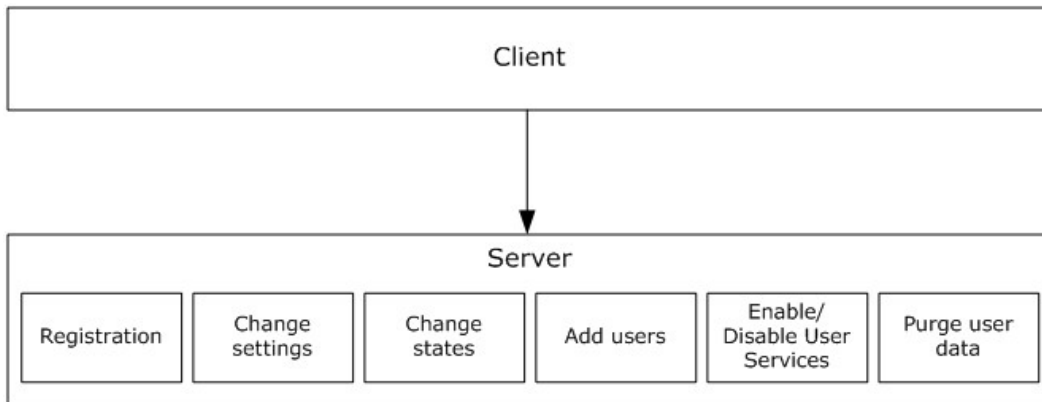 Client
Server
Registration
Change
settings
Change
states
Add users
Enable/
Disable User
Services
Purge user
data